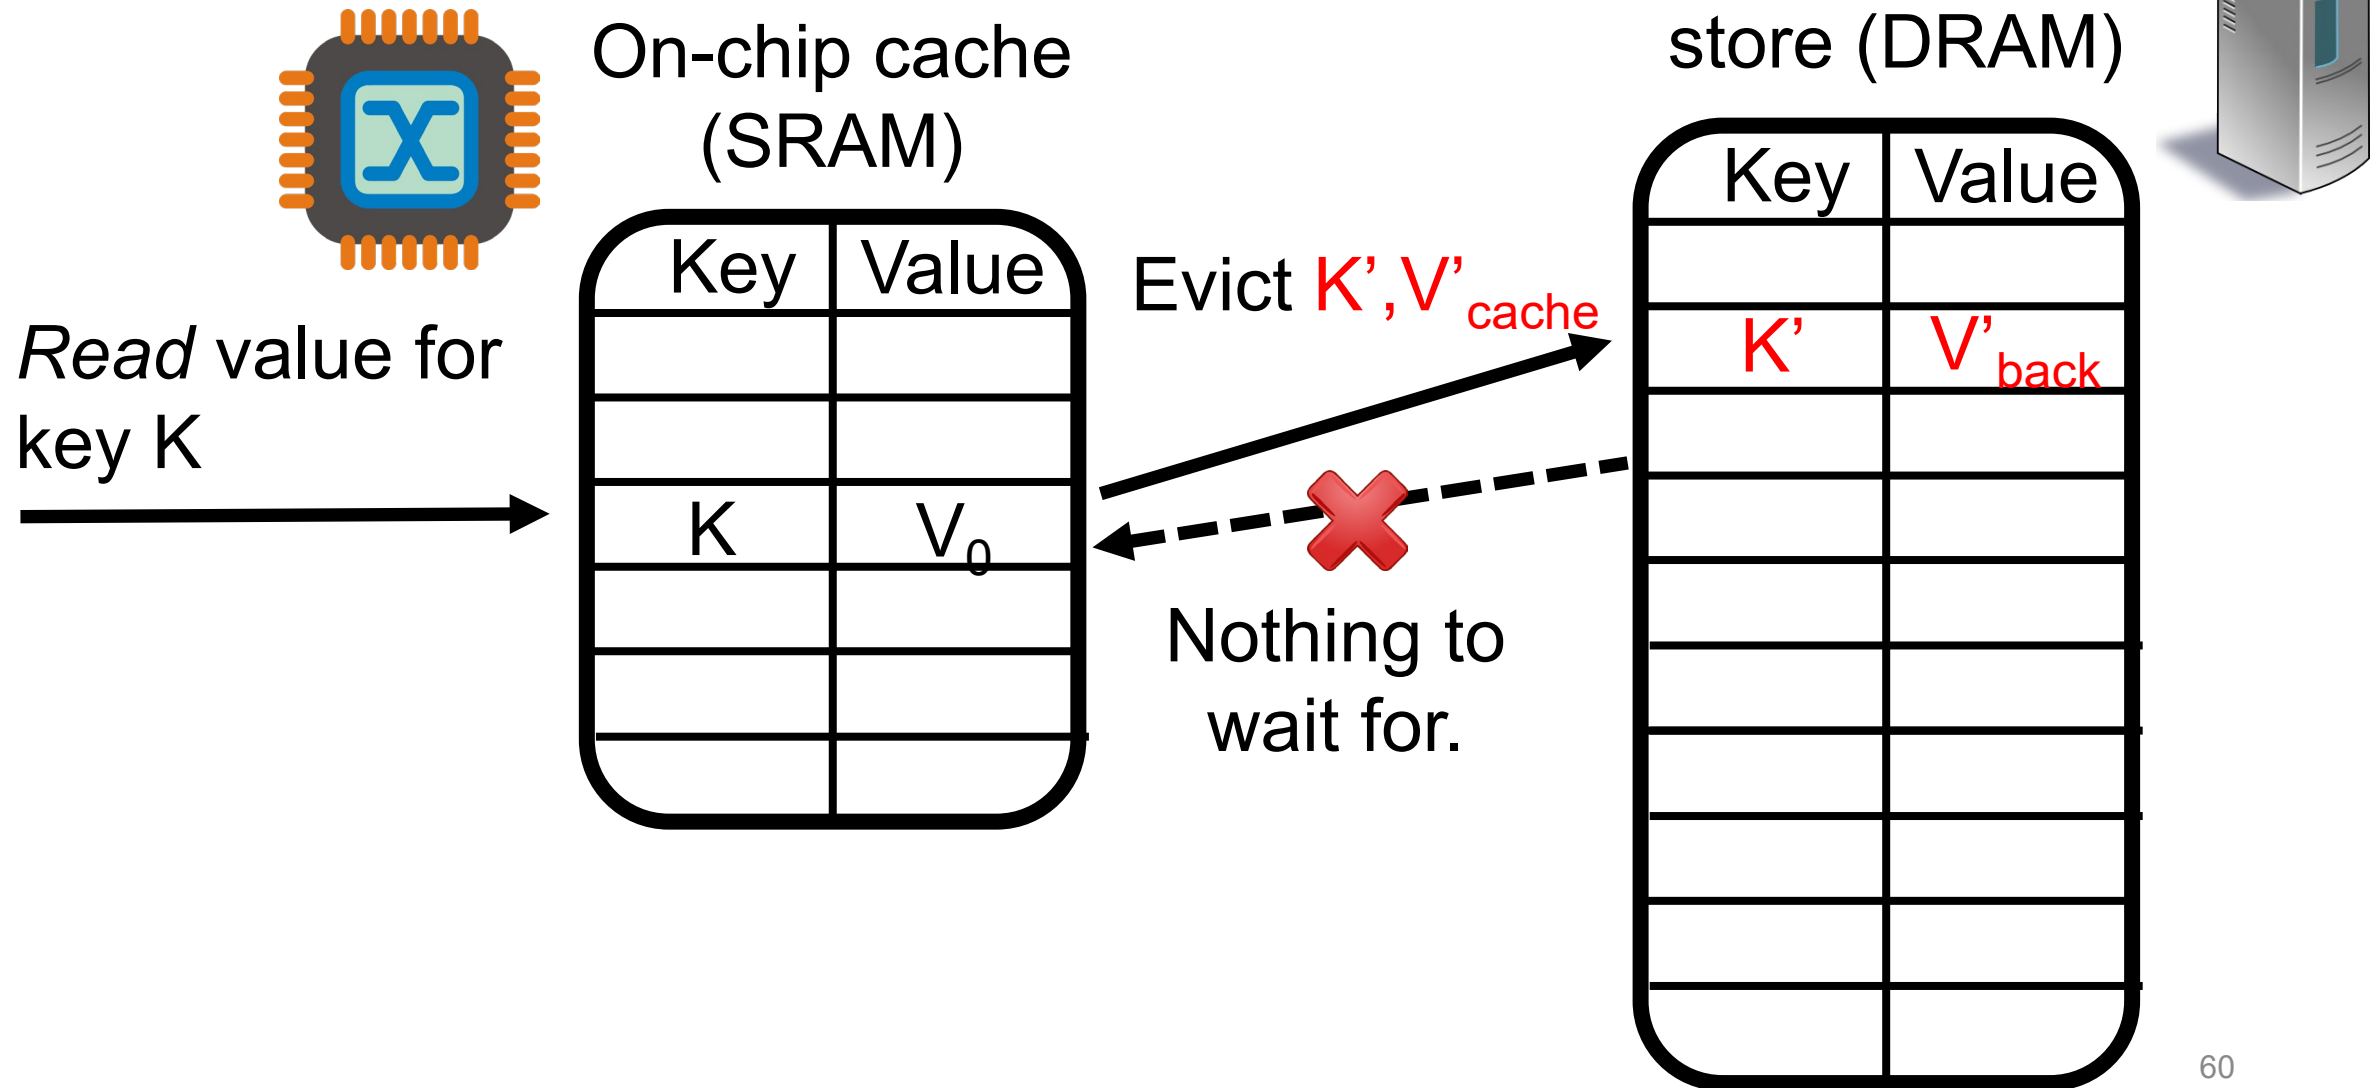 On-chip cache
(SRAM)
store (DRAM)
Key Value
Key Value
Evict K’,V’cache
K’ V’back
Read value for
key K
K V0
Nothing to
wait for.
60